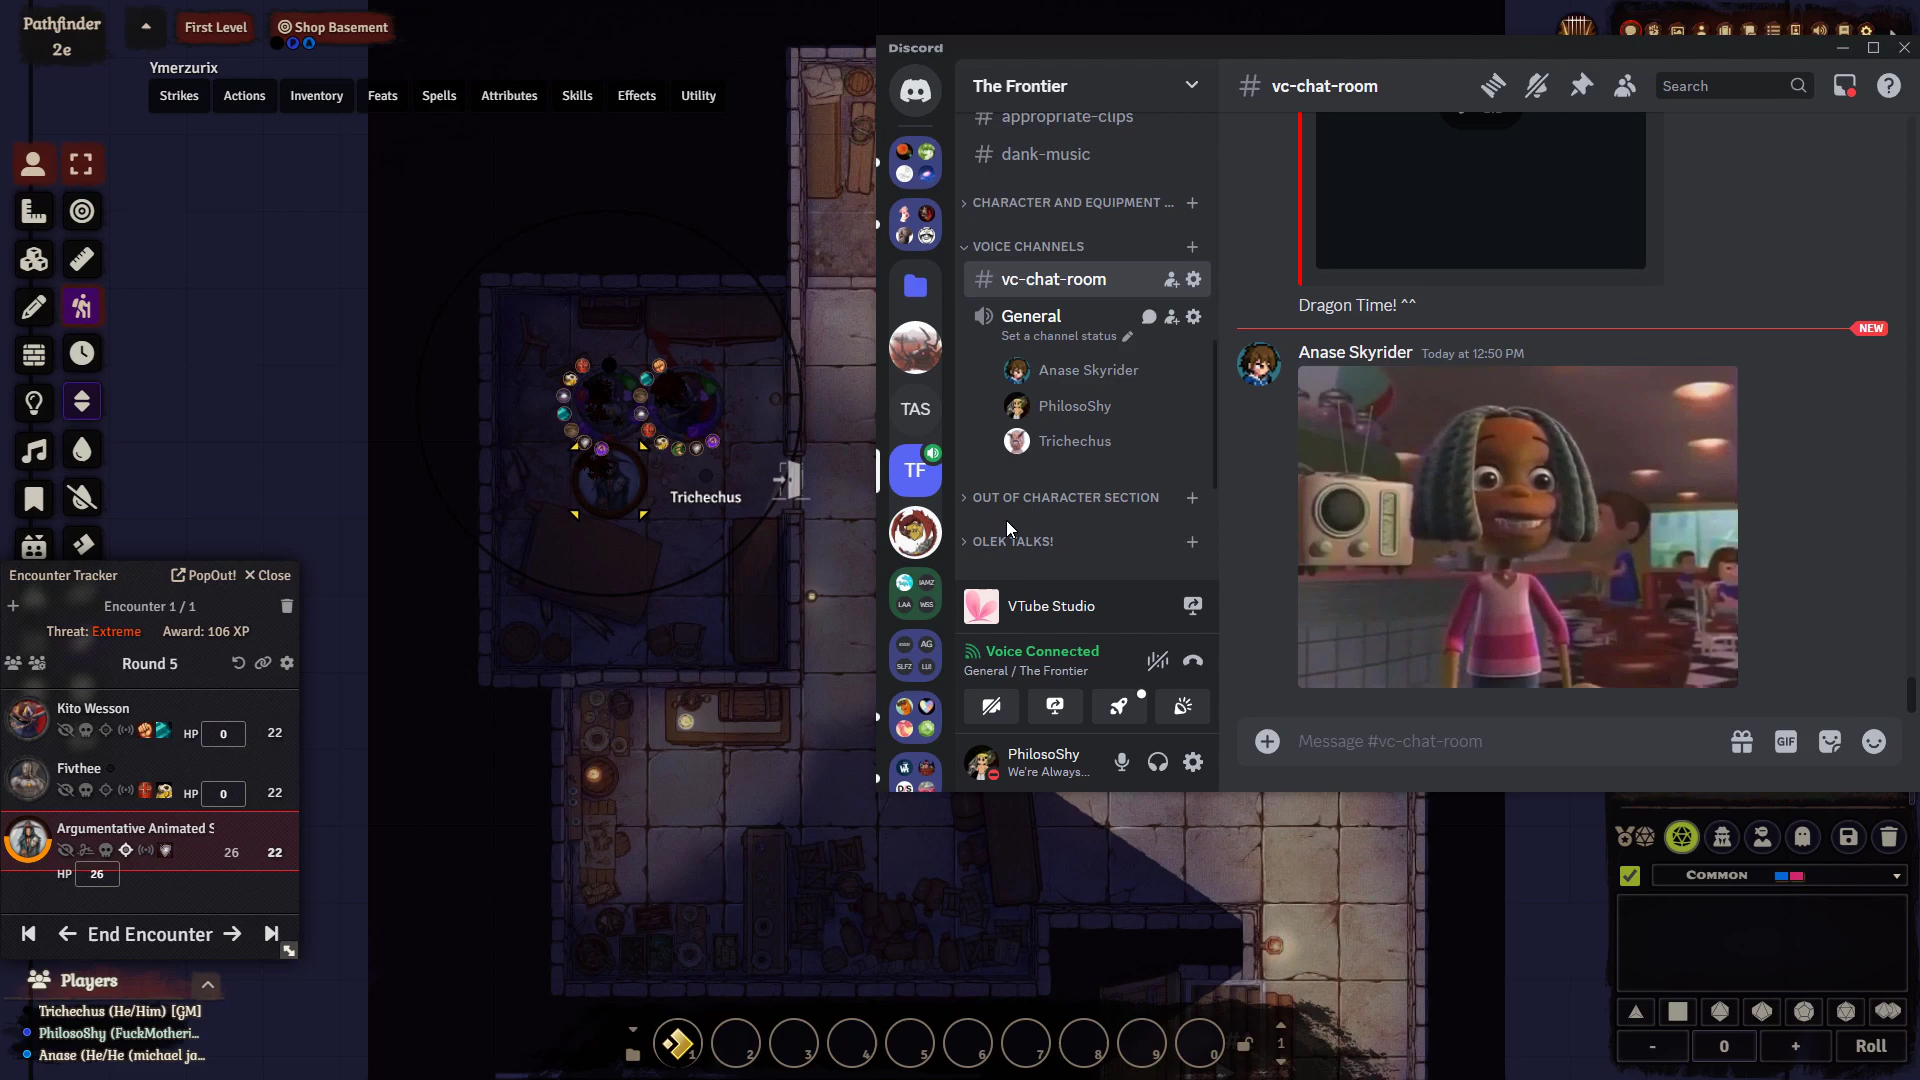 Pathfinder
2e
First Level
Shop Basement
P
A
Ymerzurix
Strikes
Actions
Inventory
Feats
Spells
Attributes
Skills
Effects
Utility
Trichechus
Encounter Tracker
PopOut!
Close
Encounter 1 / 1
Threat: Extreme
Award: 106 XP
Round 5
Kito Wesson
HP
0
22
Fivthee
HP
0
22
Argumentative Animated S
26
22
HP
26
End Encounter
Players
Trichechus (He/Him) [GM]
PhilosoShy (FuckMotheri...
Anase (He/He (michael ja...
1
2
3
4
5
6
7
8
9
0
1
Discord
The Frontier
# appropriate-clips
# dank-music
CHARACTER AND EQUIPMENT ...
VOICE CHANNELS
# vc-chat-room
General
Set a channel status
Anase Skyrider
PhilosoShy
Trichechus
OUT OF CHARACTER SECTION
OLEK TALKS!
TAS
TF
IAMZ
LAA
WSS
AG
SLFZ
LUI
VTube Studio
Voice Connected
General / The Frontier
PhilosoShy
We're Always...
# vc-chat-room
Search
Dragon Time! ^^
NEW
Anase Skyrider
Today at 12:50 PM
Message #vc-chat-room
GIF
COMMON
-
0
+
Roll